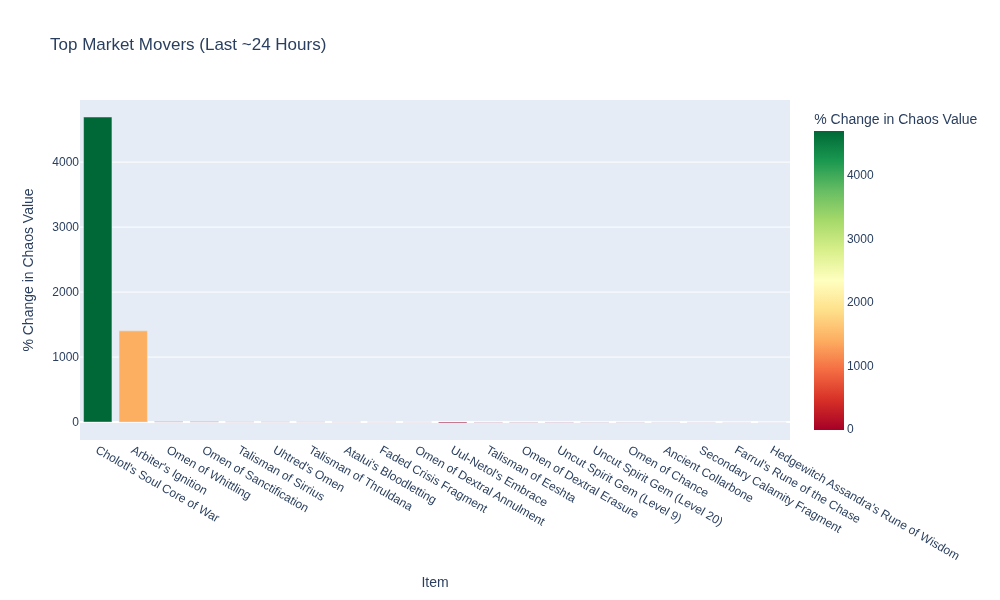 Top Market Movers (Last ~24 Hours)
% Change in Chaos Value
4000
3000
2000
1000
0
% Change in Chaos Value
4000
3000
2000
1000
0
Cholotl's Soul Core of War
Arbiter's Ignition
Omen of Whittling
Omen of Sanctification
Talisman of Sirrius
Uhtred's Omen
Talisman of Thruldana
Atalui's Bloodletting
Faded Crisis Fragment
Omen of Dextral Annulment
Uul-Netol's Embrace
Talisman of Eeshta
Omen of Dextral Erasure
Uncut Spirit Gem (Level 9)
Uncut Spirit Gem (Level 20)
Omen of Chance
Ancient Collarbone
Secondary Calamity Fragment
Farrul's Rune of the Chase
Hedgewitch Assandra's Rune of Wisdom
Item